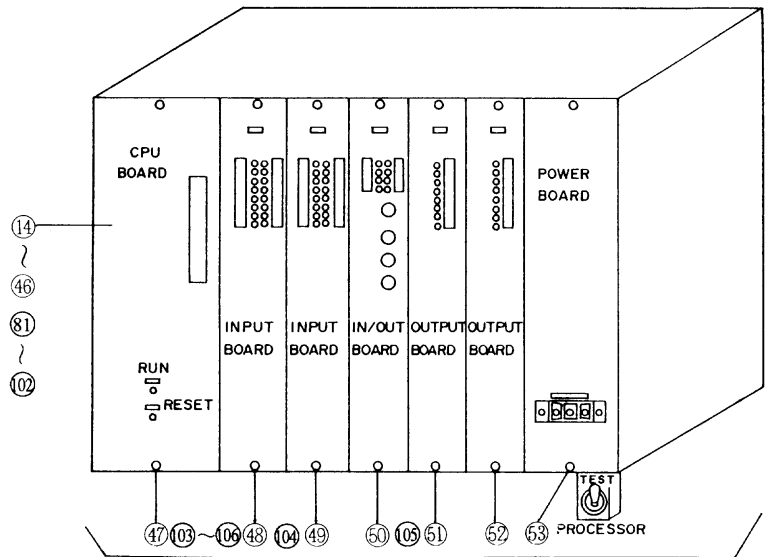 CPU
BOARD
POWER
BOARD
⑭
~
㊻
81
~
102
INPUT
BOARD
INPUT
BOARD
IN/OUT
BOARD
OUTPUT
BOARD
OUTPUT
BOARD
RUN
RESET
TEST
㊼ 103 ~ 106 ㊽ 104 ㊾ ㊿ 105 51 52 53
PROCESSOR